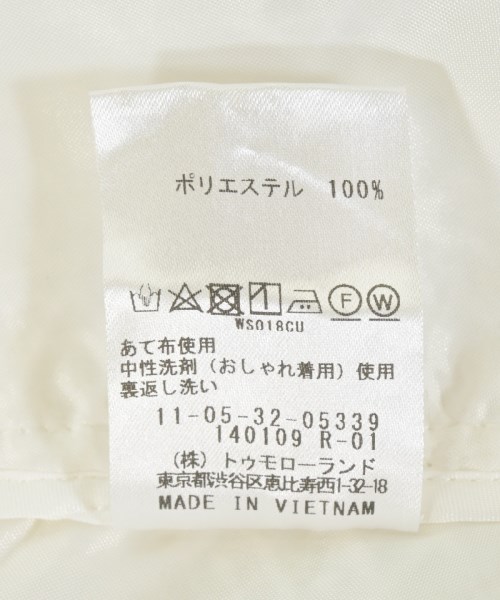 ポリエステル 100%
F W
WS018CU
あて布使用
中性洗剤（おしゃれ着用）使用
裏返し洗い
11-05-32-05339
140109 R-01
（株）トゥモローランド
東京都渋谷区恵比寿西1-32-18
MADE IN VIETNAM